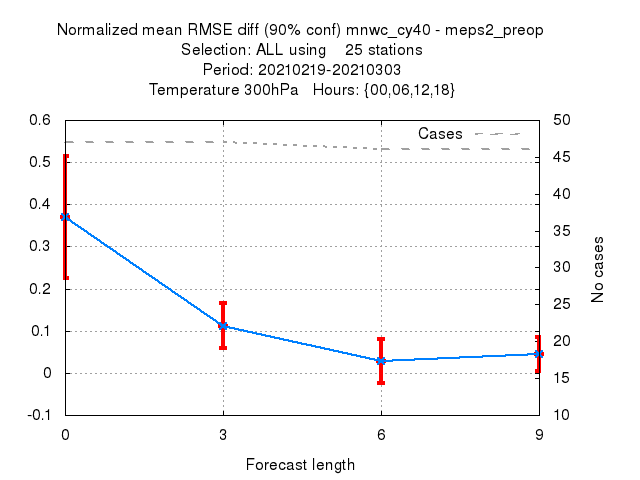 Normalized mean RMSE diff (90% conf) mnwc_cy40 - meps2_preop
Selection: ALL using    25 stations
Period: 20210219-20210303
Temperature 300hPa   Hours: {00,06,12,18}
Cases
0.6
0.5
0.4
0.3
0.2
0.1
0
-0.1
50
45
40
35
30
25
20
15
10
No cases
0 3 6 9
Forecast length